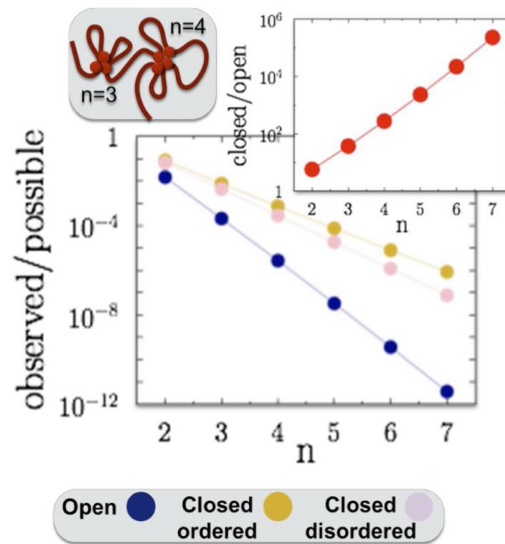 n=4
n=3
10^6
10^-4
10^2
1
closed/open
2 3 4 5 6 7
n
1
10^-4
10^-8
10^-12
observed/possible
2 3 4 5 6 7
n
Open Closed Closed
ordered disordered